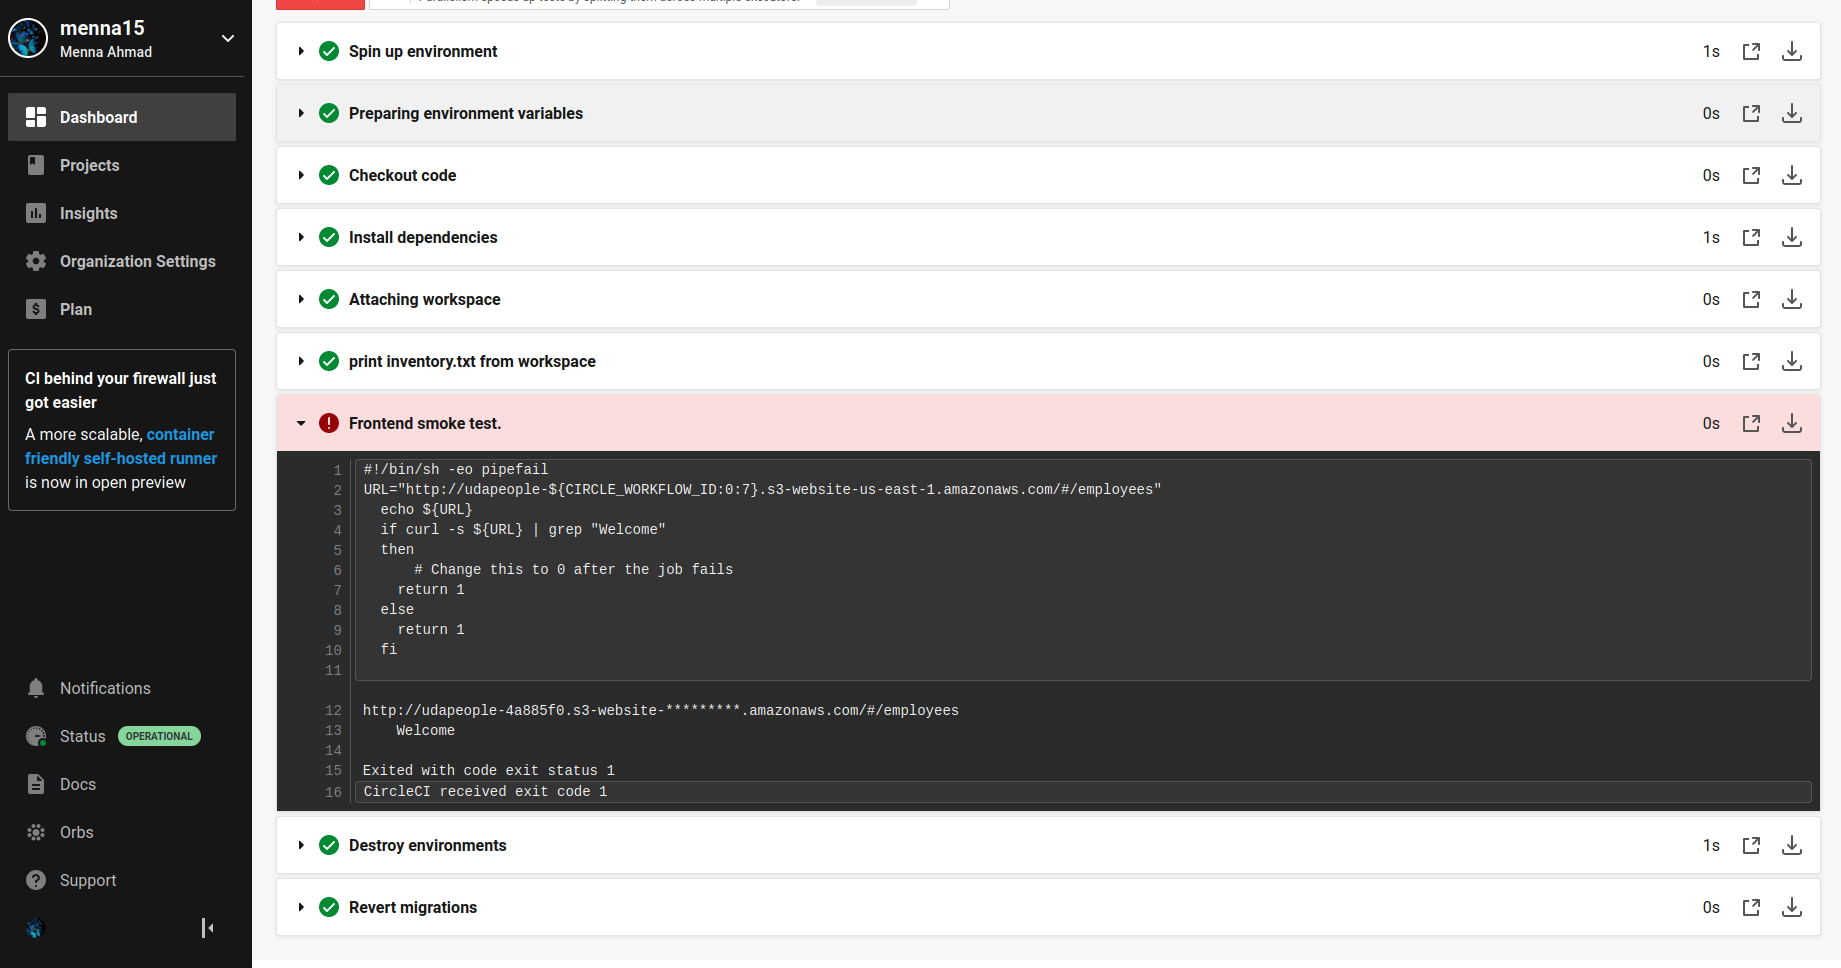 menna15
Menna Ahmad
Dashboard
Projects
Insights
Organization Settings
Plan
CI behind your firewall just
got easier
A more scalable, container
friendly self-hosted runner
is now in open preview
Notifications
Status OPERATIONAL
Docs
Orbs
Support
Spin up environment 1s
Preparing environment variables 0s
Checkout code 0s
Install dependencies 1s
Attaching workspace 0s
print inventory.txt from workspace 0s
Frontend smoke test. 0s
1 #!/bin/sh -eo pipefail
2 URL="http://udapeople-${CIRCLE_WORKFLOW_ID:0:7}.s3-website-us-east-1.amazonaws.com/#/employees"
3 echo ${URL}
4 if curl -s ${URL} | grep "Welcome"
5 then
6 # Change this to 0 after the job fails
7 return 1
8 else
9 return 1
10 fi
11
12 http://udapeople-4a885f0.s3-website-*********.amazonaws.com/#/employees
13 Welcome
14
15 Exited with code exit status 1
16 CircleCI received exit code 1
Destroy environments 1s
Revert migrations 0s